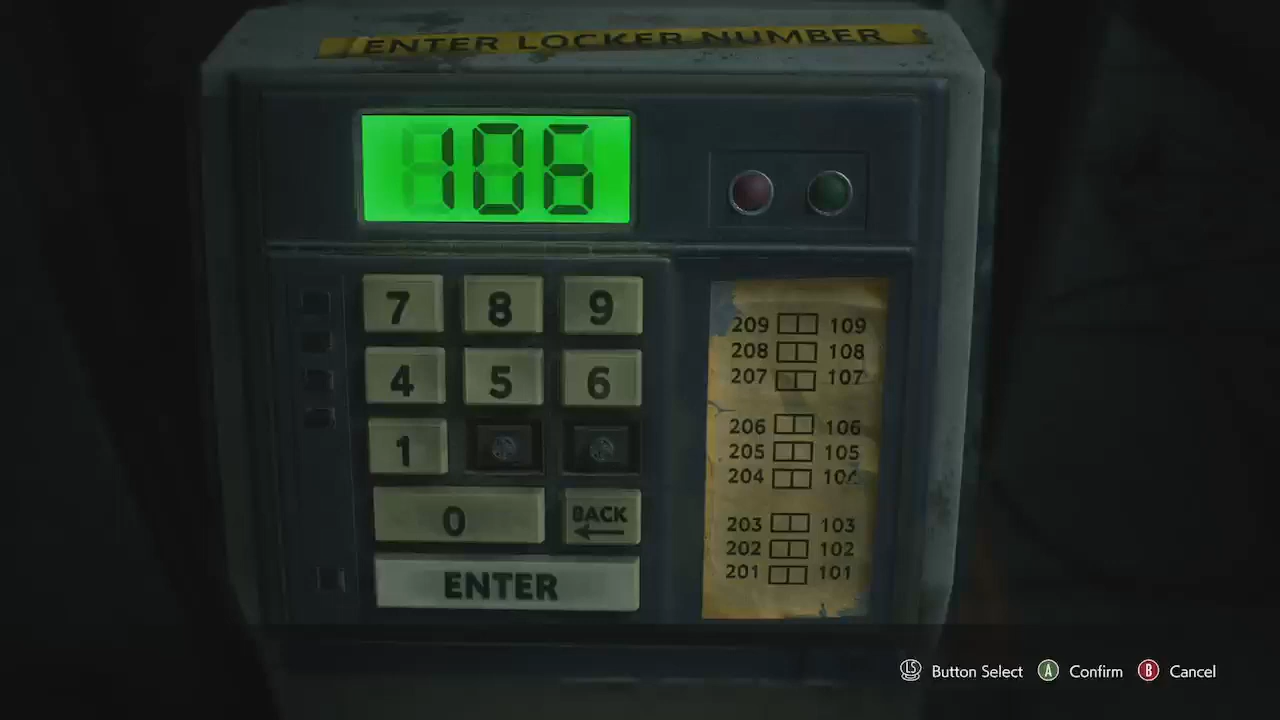 ENTER LOCKER NUMBER
106
7 8 9
4 5 6
1
0 BACK
ENTER
209 109
208 108
207 107
206 106
205 105
204 104
203 103
202 102
201 101
LS Button Select A Confirm B Cancel